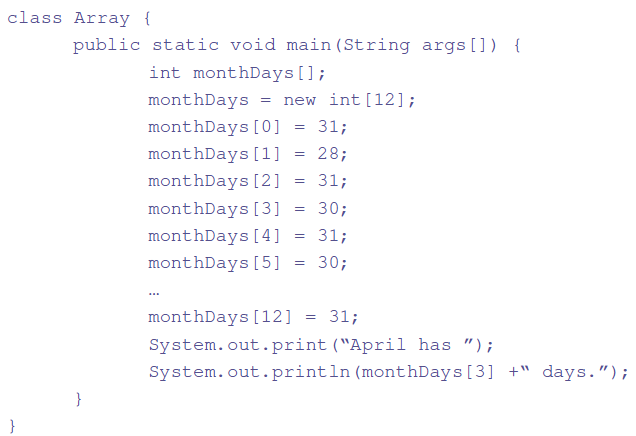 class Array {
public static void main(String args[]) {
int monthDays[];
monthDays = new int[12];
monthDays[0] = 31;
monthDays[1] = 28;
monthDays[2] = 31;
monthDays[3] = 30;
monthDays[4] = 31;
monthDays[5] = 30;
…
monthDays[12] = 31;
System.out.print(“April has ”);
System.out.println(monthDays[3] +“ days.”);
}
}